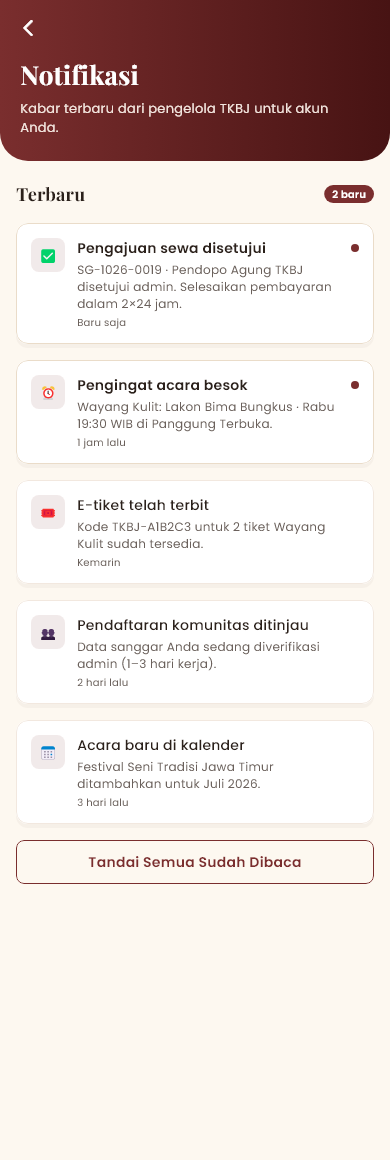 Notifikasi
Kabar terbaru dari pengelola TKBJ untuk akun
Anda.
Terbaru
2 baru
Pengajuan sewa disetujui
SG-1026-0019 · Pendopo Agung TKBJ
disetujui admin. Selesaikan pembayaran
dalam 2×24 jam.
Baru saja
Pengingat acara besok
Wayang Kulit: Lakon Bima Bungkus · Rabu
19:30 WIB di Panggung Terbuka.
1 jam lalu
E-tiket telah terbit
Kode TKBJ-A1B2C3 untuk 2 tiket Wayang
Kulit sudah tersedia.
Kemarin
Pendaftaran komunitas ditinjau
Data sanggar Anda sedang diverifikasi
admin (1–3 hari kerja).
2 hari lalu
Acara baru di kalender
Festival Seni Tradisi Jawa Timur
ditambahkan untuk Juli 2026.
3 hari lalu
Tandai Semua Sudah Dibaca